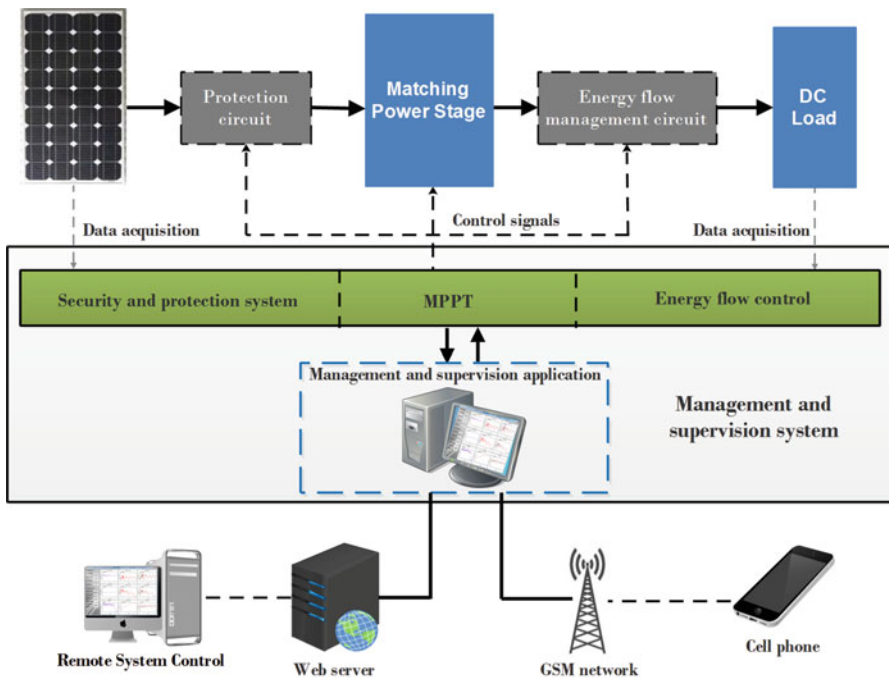 Protection
circuit
Matching
Power Stage
Energy flow
management circuit
DC
Load
Data acquisition
Control signals
Data acquisition
Security and protection system
MPPT
Energy flow control
Management and supervision application
Management and
supervision system
Remote System Control
Web server
GSM network
Cell phone